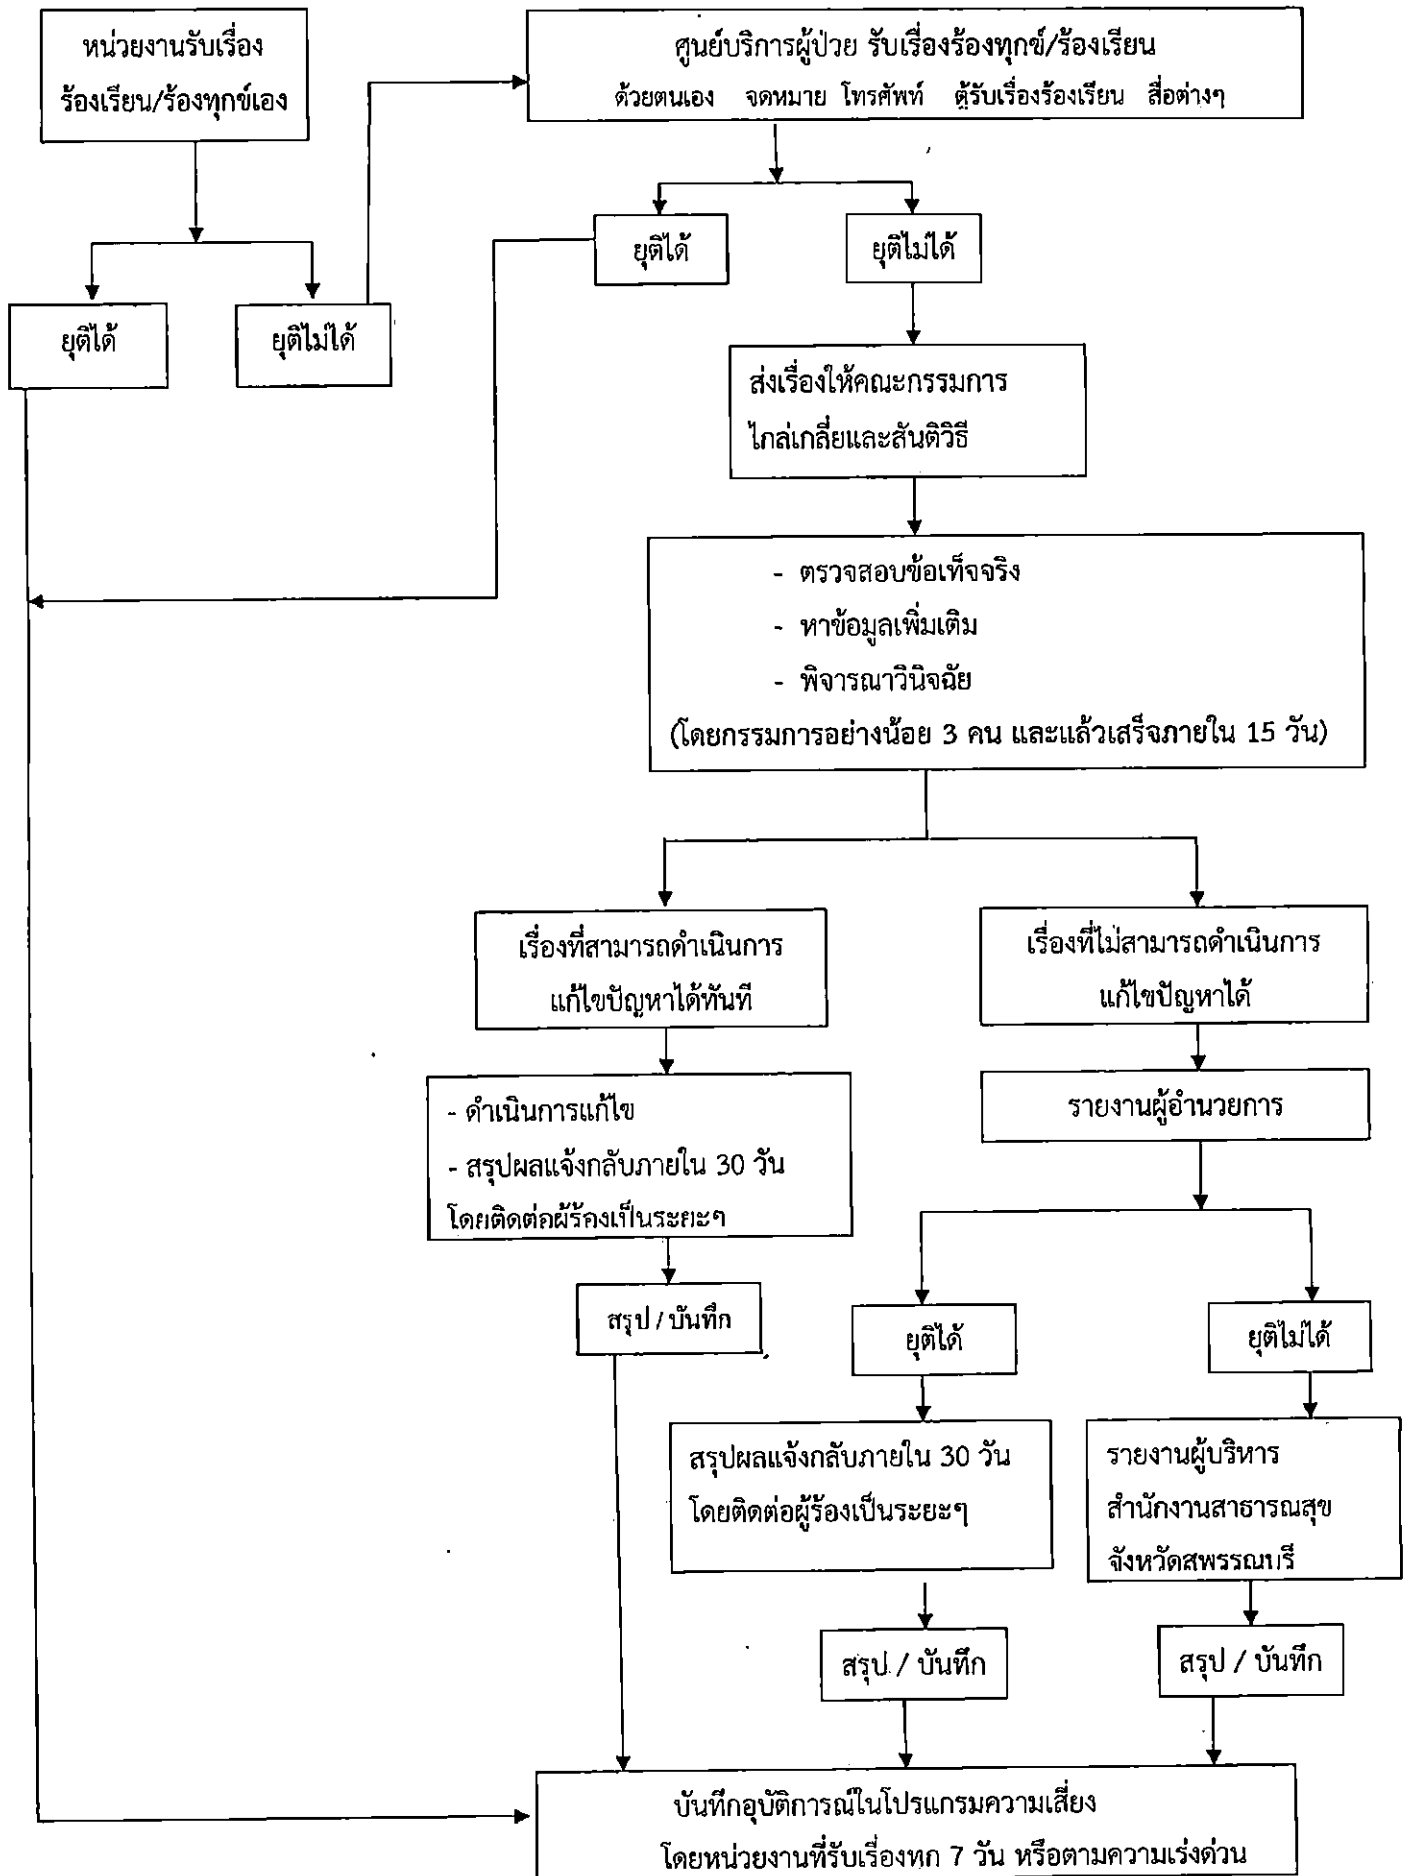 หน่วยงานรับเรื่อง
ร้องเรียน/ร้องทุกข์เอง
ศูนย์บริการผู้ป่วย รับเรื่องร้องทุกข์/ร้องเรียน
ด้วยตนเอง จดหมาย โทรศัพท์ ตู้รับเรื่องร้องเรียน สื่อต่างๆ
ยุติได้
ยุติไม่ได้
ยุติได้
ยุติไม่ได้
ส่งเรื่องให้คณะกรรมการ
ไกล่เกลี่ยและสันติวิธี
- ตรวจสอบข้อเท็จจริง
- หาข้อมูลเพิ่มเติม
- พิจารณาวินิจฉัย
(โดยกรรมการอย่างน้อย 3 คน และแล้วเสร็จภายใน 15 วัน)
เรื่องที่สามารถดำเนินการ
แก้ไขปัญหาได้ทันที
เรื่องที่ไม่สามารถดำเนินการ
แก้ไขปัญหาได้
- ดำเนินการแก้ไข
- สรุปผลแจ้งกลับภายใน 30 วัน
โดยติดต่อผู้ร้องเป็นระยะๆ
รายงานผู้อำนวยการ
สรุป / บันทึก
ยุติได้
ยุติไม่ได้
สรุปผลแจ้งกลับภายใน 30 วัน
โดยติดต่อผู้ร้องเป็นระยะๆ
รายงานผู้บริหาร
สำนักงานสาธารณสุข
จังหวัดสุพรรณบุรี
สรุป / บันทึก
สรุป / บันทึก
บันทึกอุบัติการณ์ในโปรแกรมความเสี่ยง
โดยหน่วยงานที่รับเรื่องทุก 7 วัน หรือตามความเร่งด่วน